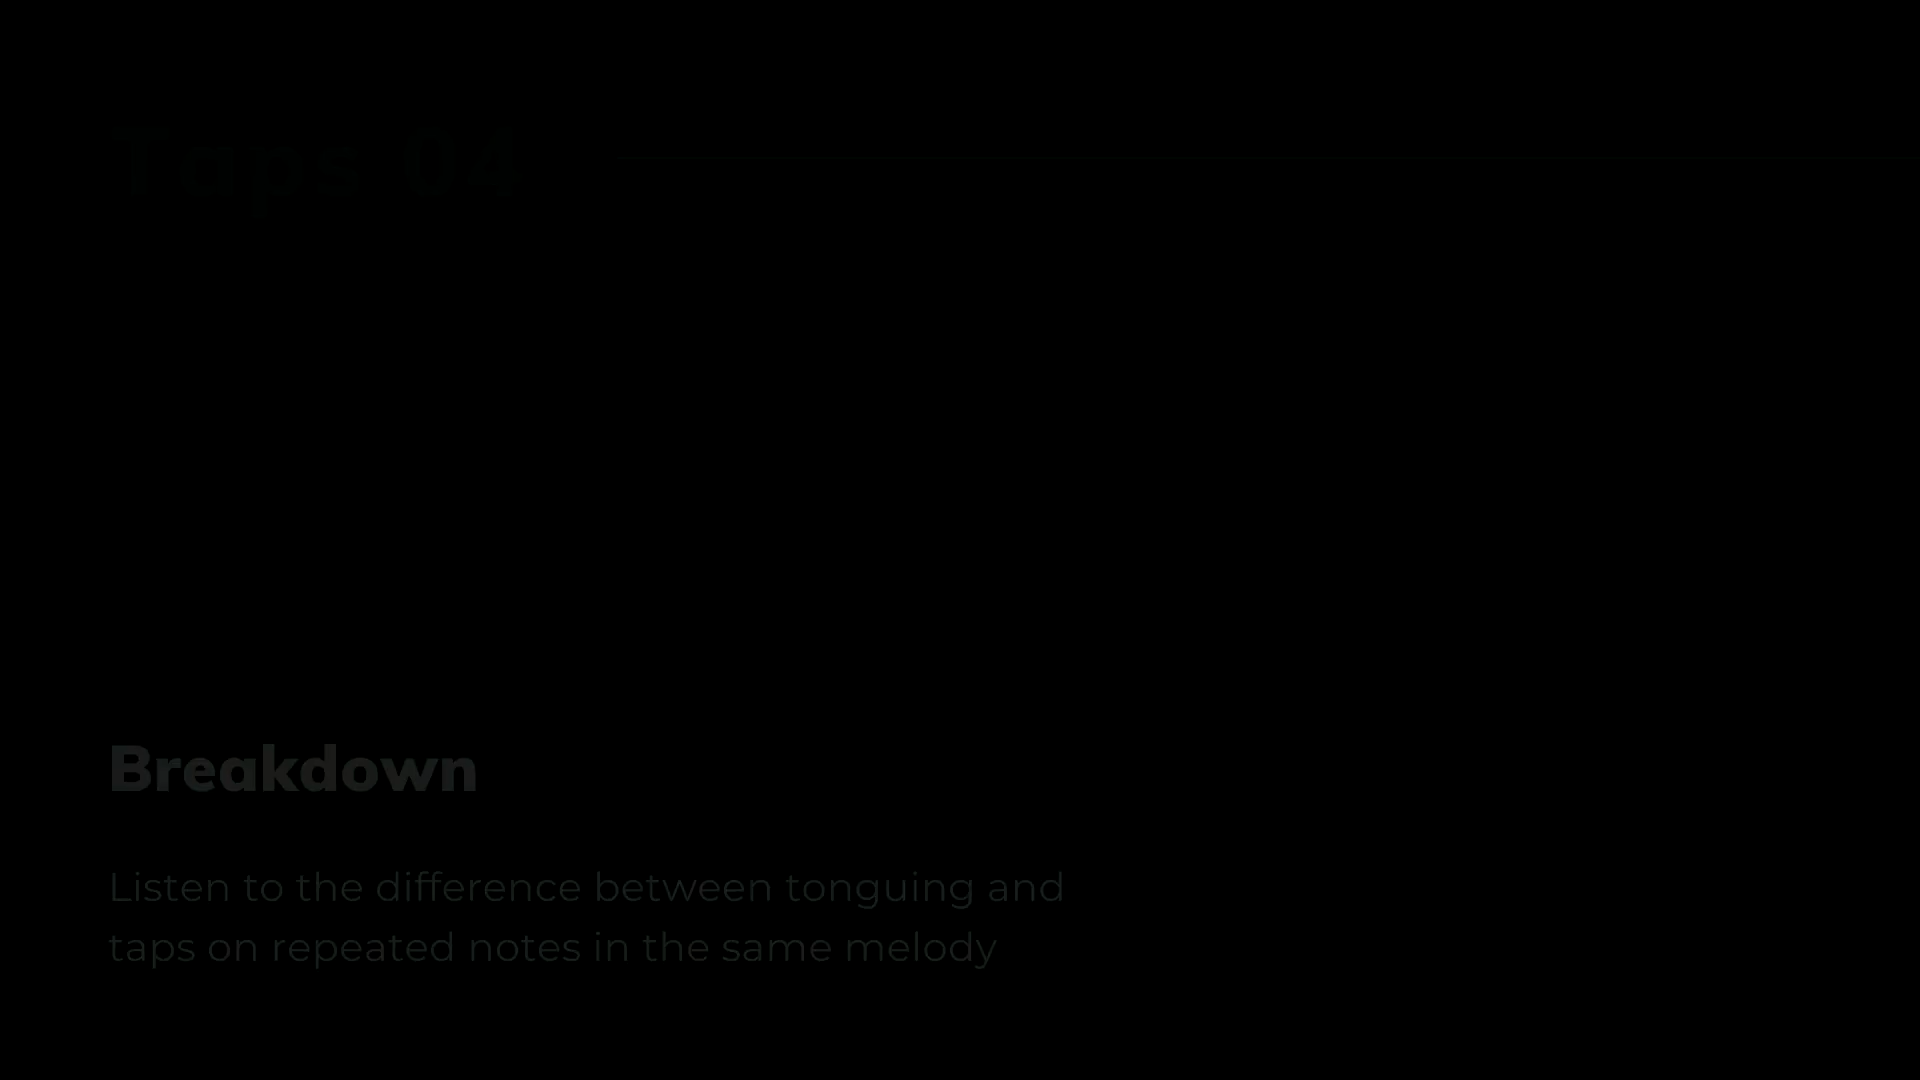 Taps 04
Breakdown
Listen to the difference between tonguing and
taps on repeated notes in the same melody